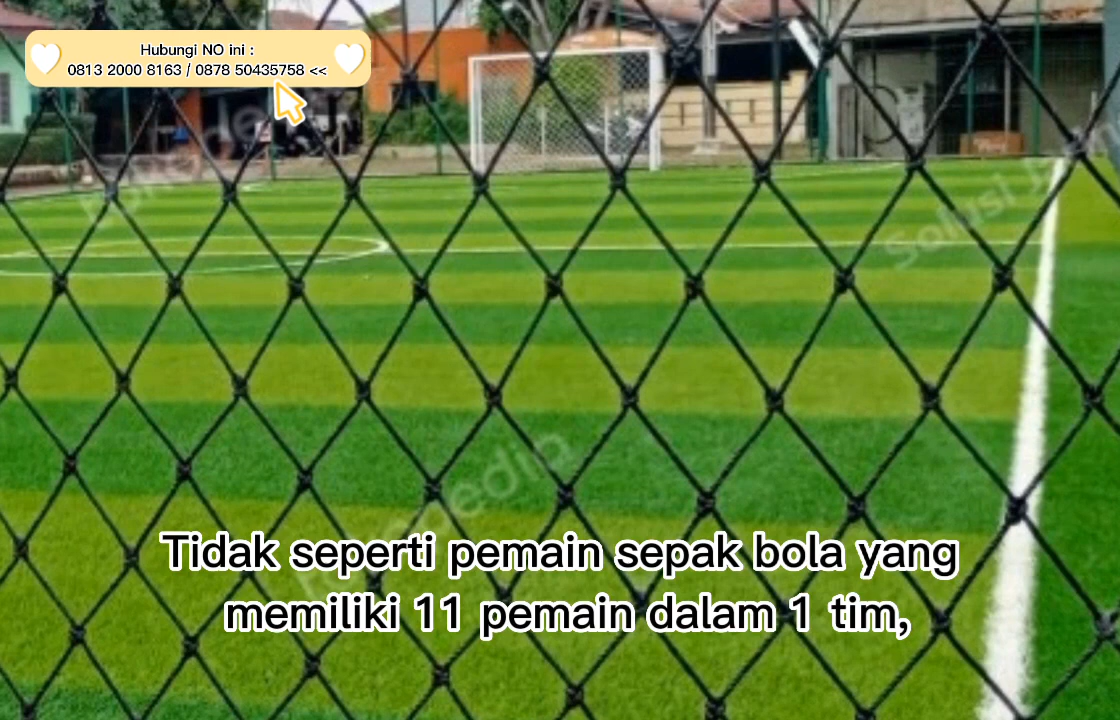 Hubungi NO ini :
0813 2000 8163 / 0878 50435758 <<
Solusi
Tidak seperti pemain sepak bola yang
memiliki 11 pemain dalam 1 tim,